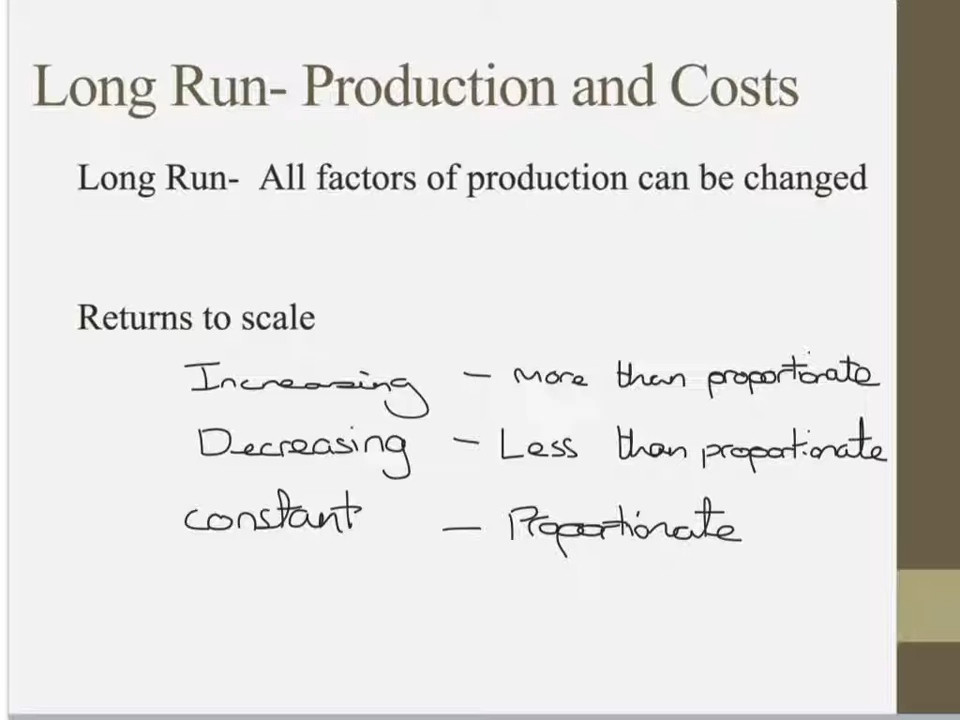 Long Run- Production and Costs
Long Run- All factors of production can be changed
Returns to scale
Increasing - more than proportionate
Decreasing - Less than proportionate
constant - Proportionate